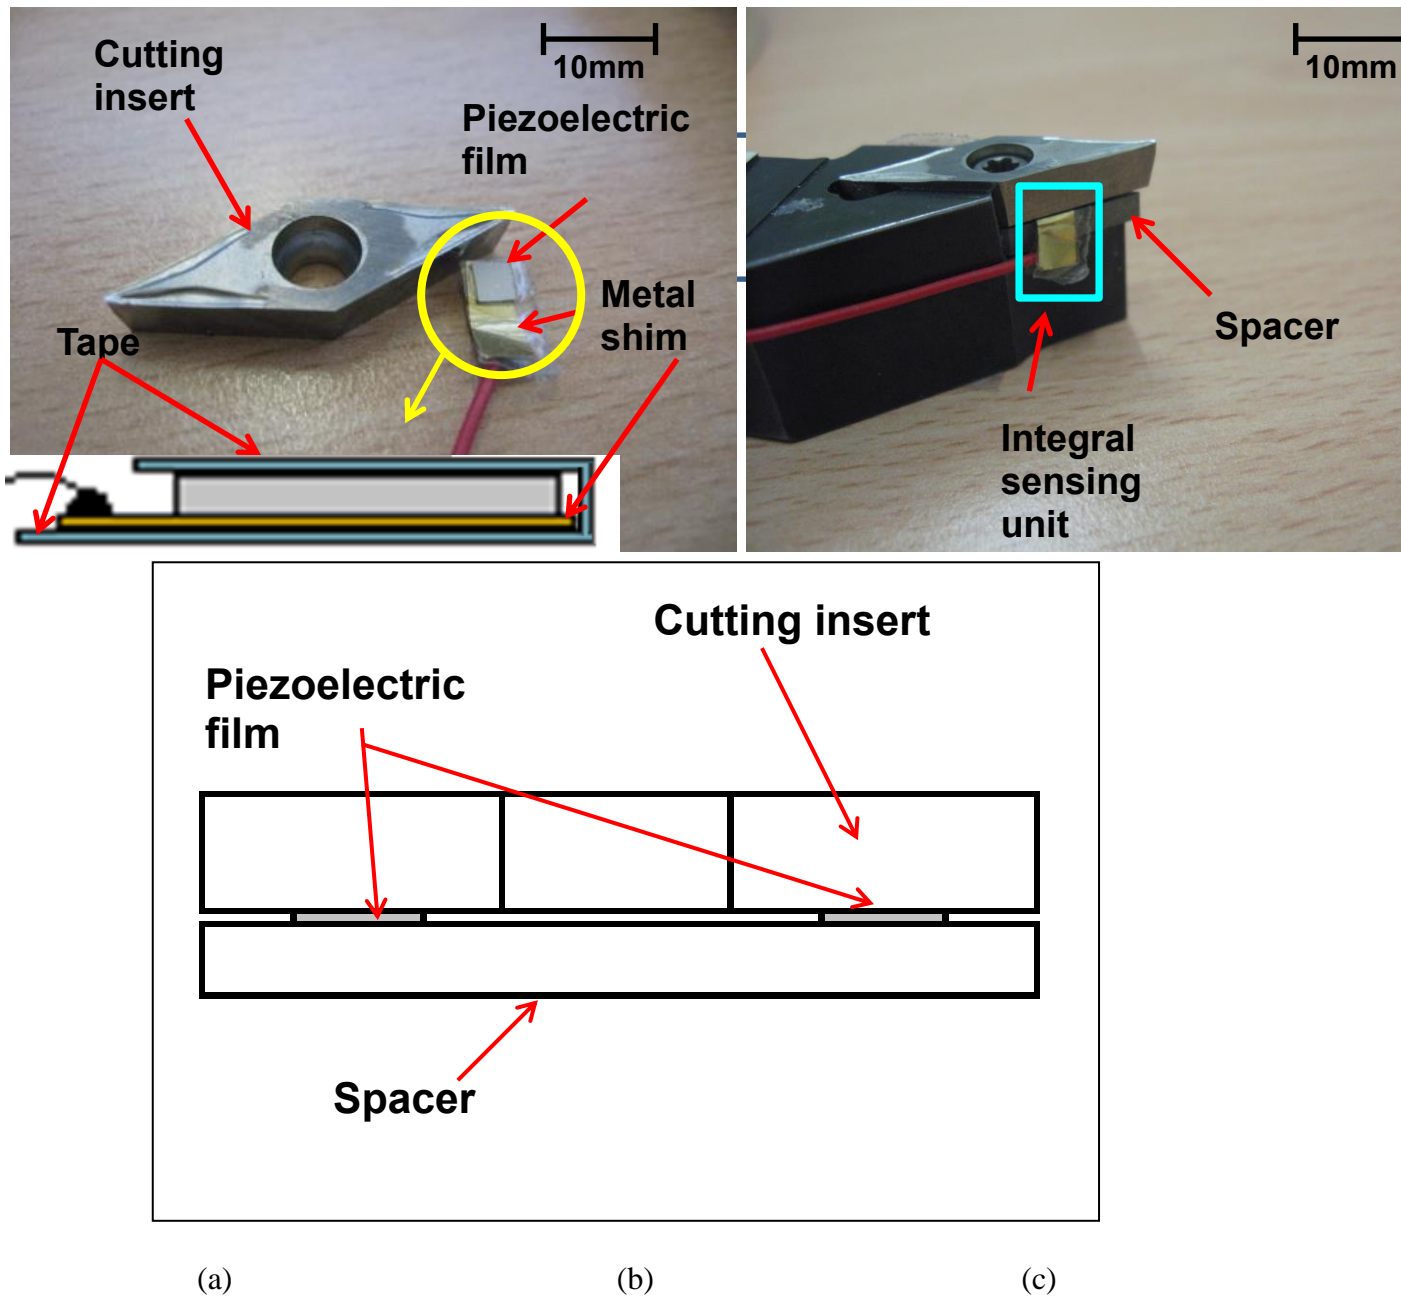 Cutting
insert
10mm
Piezoelectric
film
Metal
shim
Tape
10mm
Spacer
Integral
sensing
unit
Cutting insert
Piezoelectric
film
Spacer
(a) (b) (c)